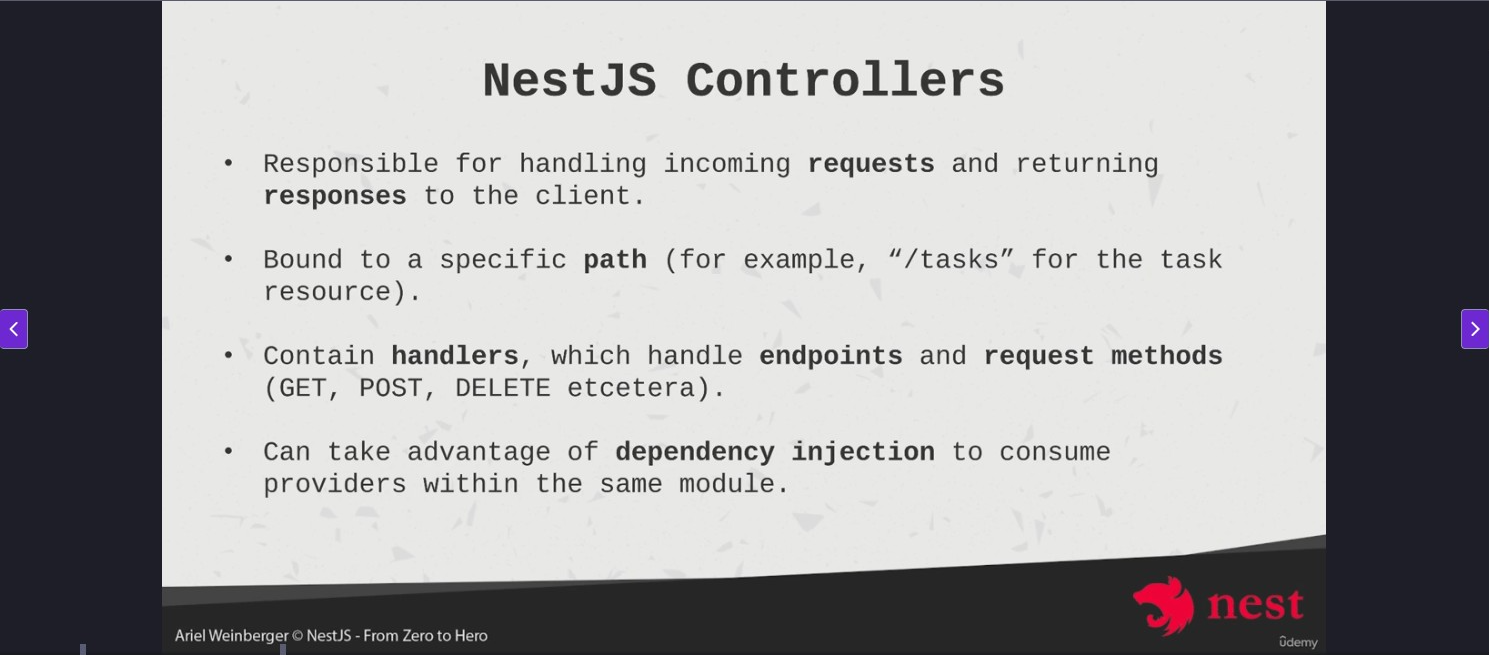 NestJS Controllers
• Responsible for handling incoming requests and returning
responses to the client.
• Bound to a specific path (for example, “/tasks” for the task
resource).
• Contain handlers, which handle endpoints and request methods
(GET, POST, DELETE etcetera).
• Can take advantage of dependency injection to consume
providers within the same module.
nest
Ariel Weinberger © NestJS - From Zero to Hero
ûdemy